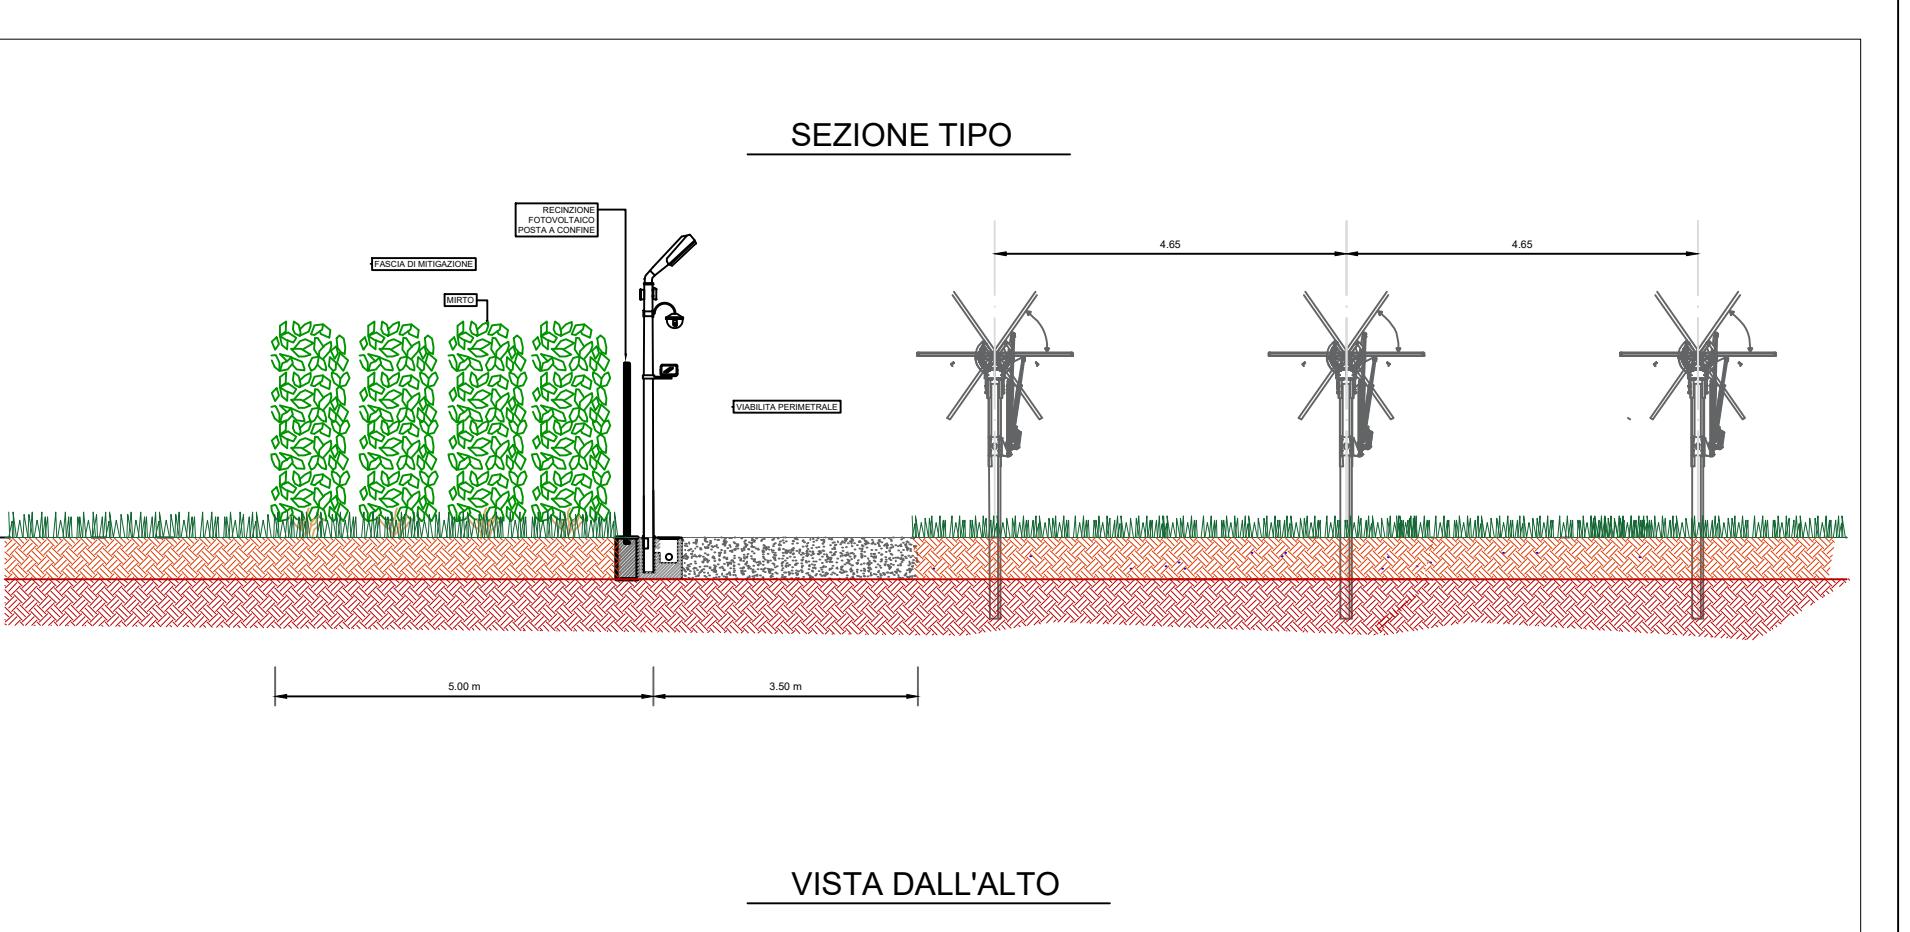 SEZIONE TIPO
RECINZIONE
FOTOVOLTAICO
POSTA A CONFINE
4.65
4.65
FASCIA DI MITIGAZIONE
MIRTO
VIABILITA PERIMETRALE
5.00 m
3.50 m
VISTA DALL'ALTO